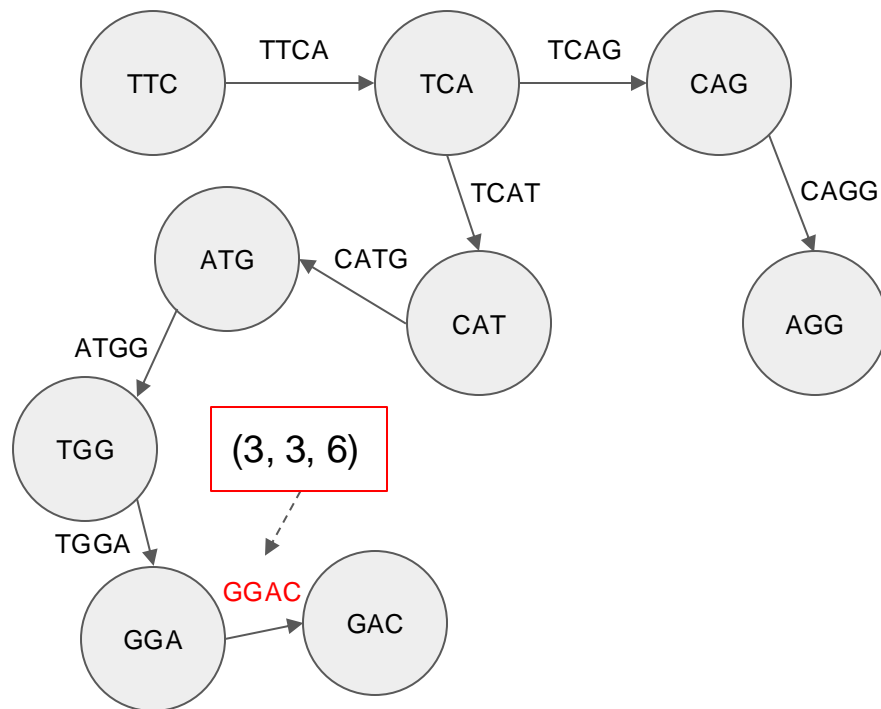 TTCA
TCAG
TTC
TCA
CAG
TCAT
CAGG
ATG
CATG
CAT
AGG
ATGG
TGG
(3, 3, 6)
TGGA
GGAC
GGA
GAC